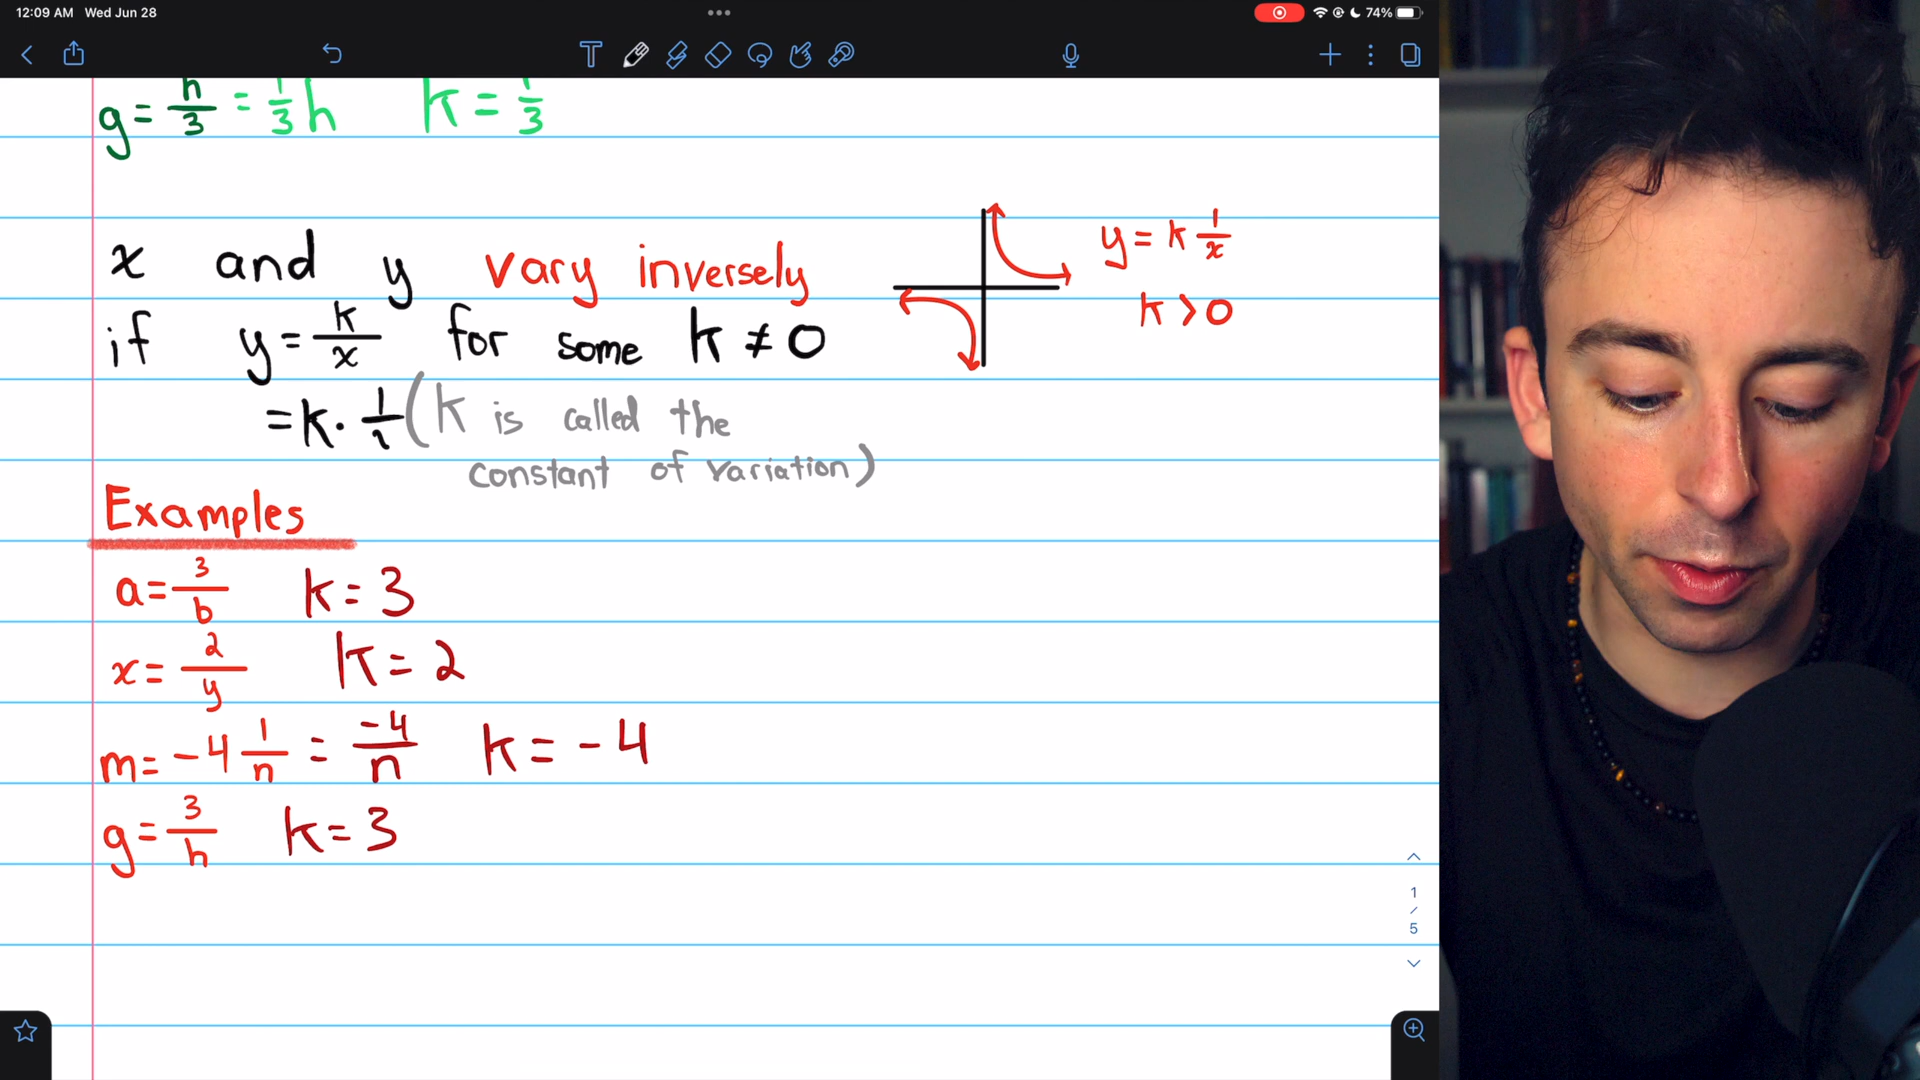 12:09 AM Wed Jun 28
74%
g = h/3 = 1/3 h k = 1/3
x and y vary inversely
if y = k/x for some k ≠ 0
= k · 1/ (k is called the
constant of variation)
y = k 1/x
k > 0
Examples
a = 3/b k = 3
x = 2/y k = 2
m = -4 1/n = -4/n k = -4
g = 3/h k = 3
1
/
5